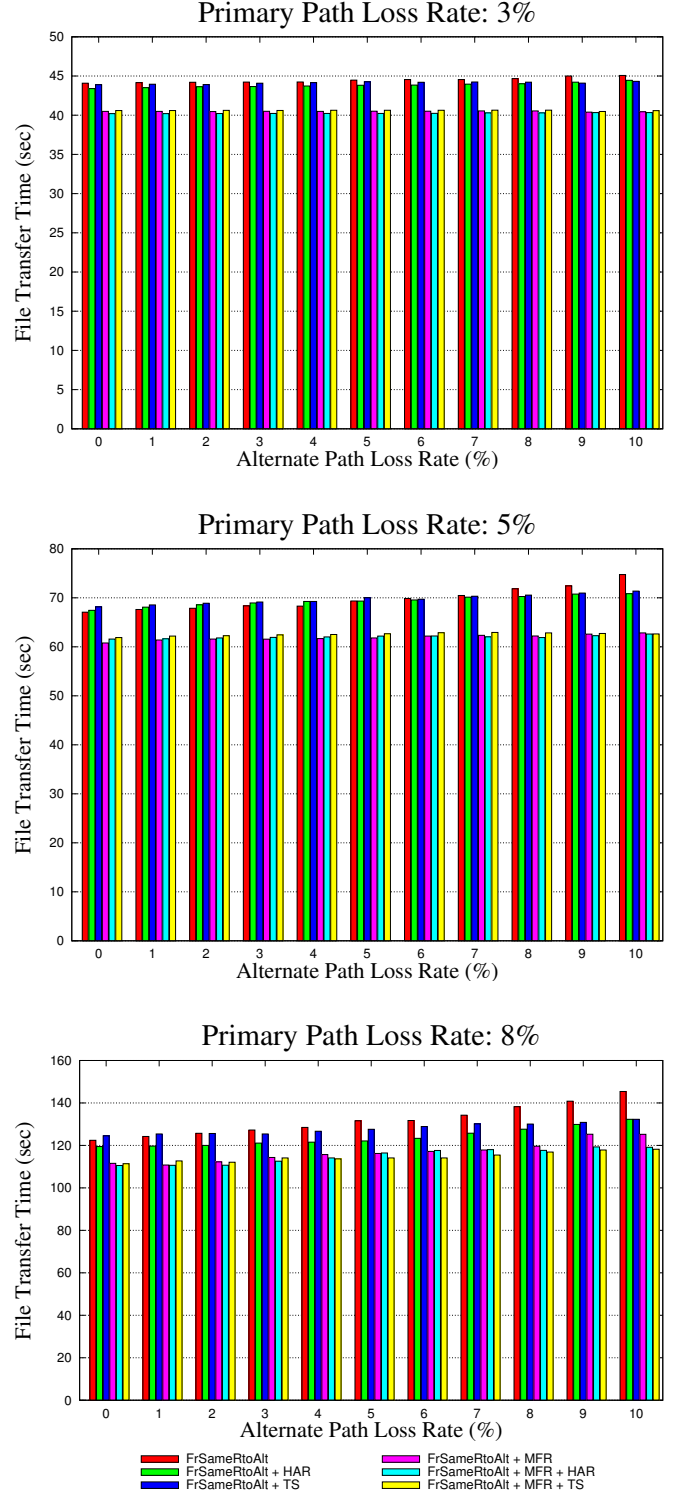 Primary Path Loss Rate: 3%
File Transfer Time (sec)
50
45
40
35
30
25
20
15
10
5
0
0 1 2 3 4 5 6 7 8 9 10
Alternate Path Loss Rate (%)
Primary Path Loss Rate: 5%
File Transfer Time (sec)
80
70
60
50
40
30
20
10
0
0 1 2 3 4 5 6 7 8 9 10
Alternate Path Loss Rate (%)
Primary Path Loss Rate: 8%
File Transfer Time (sec)
160
140
120
100
80
60
40
20
0
0 1 2 3 4 5 6 7 8 9 10
Alternate Path Loss Rate (%)
FrSameRtoAlt
FrSameRtoAlt + HAR
FrSameRtoAlt + TS
FrSameRtoAlt + MFR
FrSameRtoAlt + MFR + HAR
FrSameRtoAlt + MFR + TS